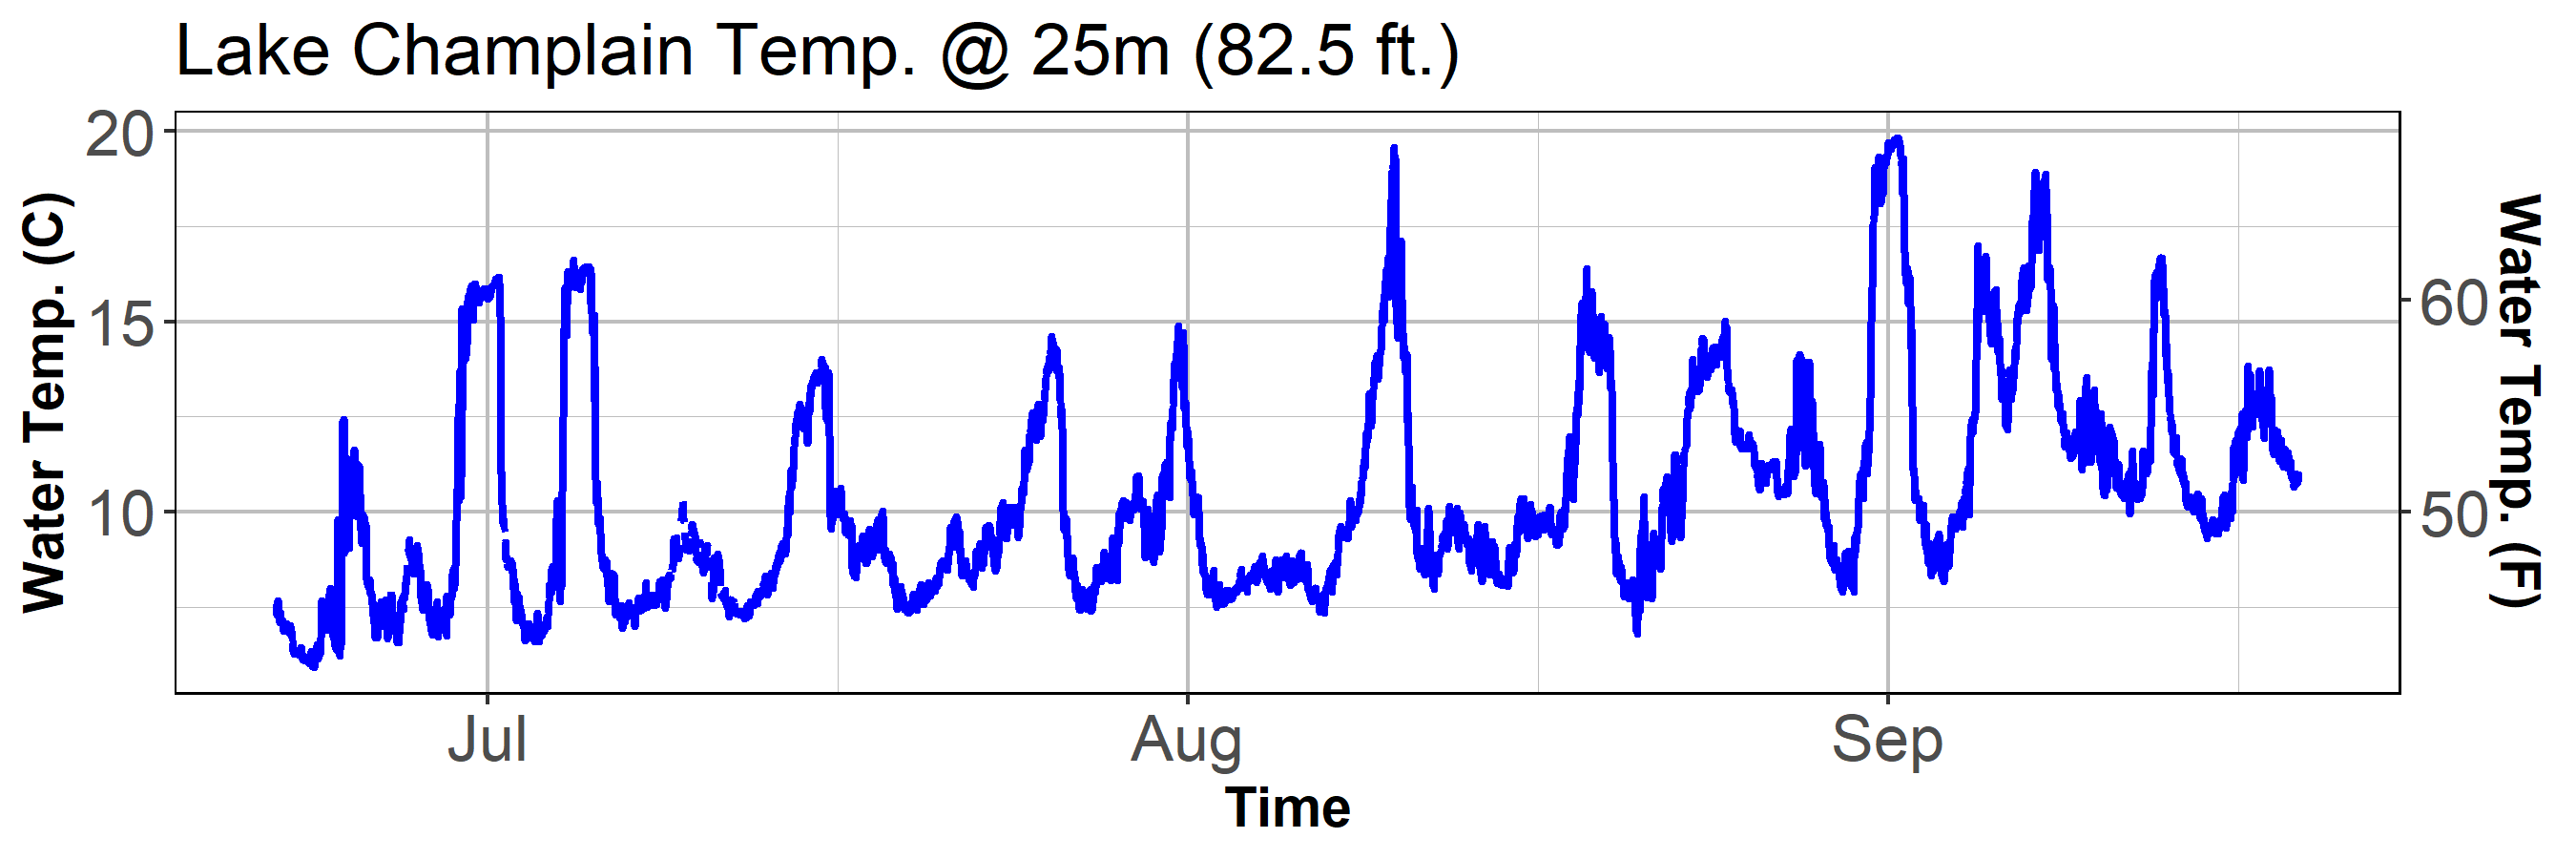 Lake Champlain Temp. @ 25m (82.5 ft.)
Water Temp. (C)
20
15
10
Water Temp. (F)
60
50
Jul Aug Sep
Time